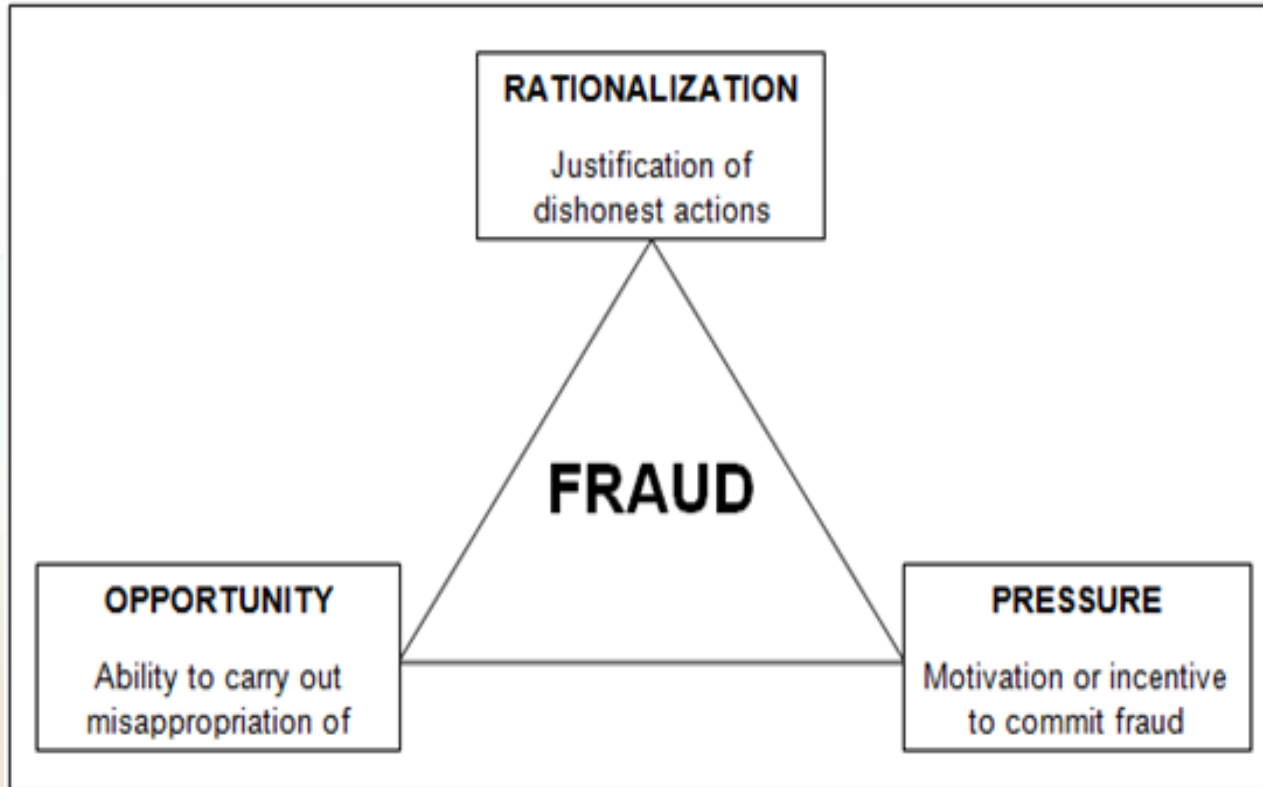 RATIONALIZATION
Justification of
dishonest actions
FRAUD
OPPORTUNITY
Ability to carry out
misappropriation of
PRESSURE
Motivation or incentive
to commit fraud